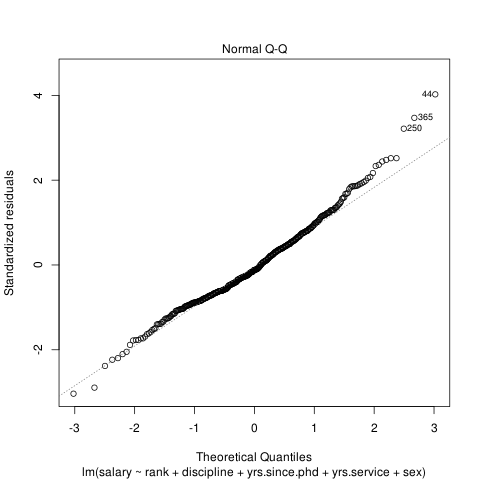 Normal Q-Q
4
2
0
-2
Standardized residuals
44
365
250
-3 -2 -1 0 1 2 3
Theoretical Quantiles
lm(salary ~ rank + discipline + yrs.since.phd + yrs.service + sex)